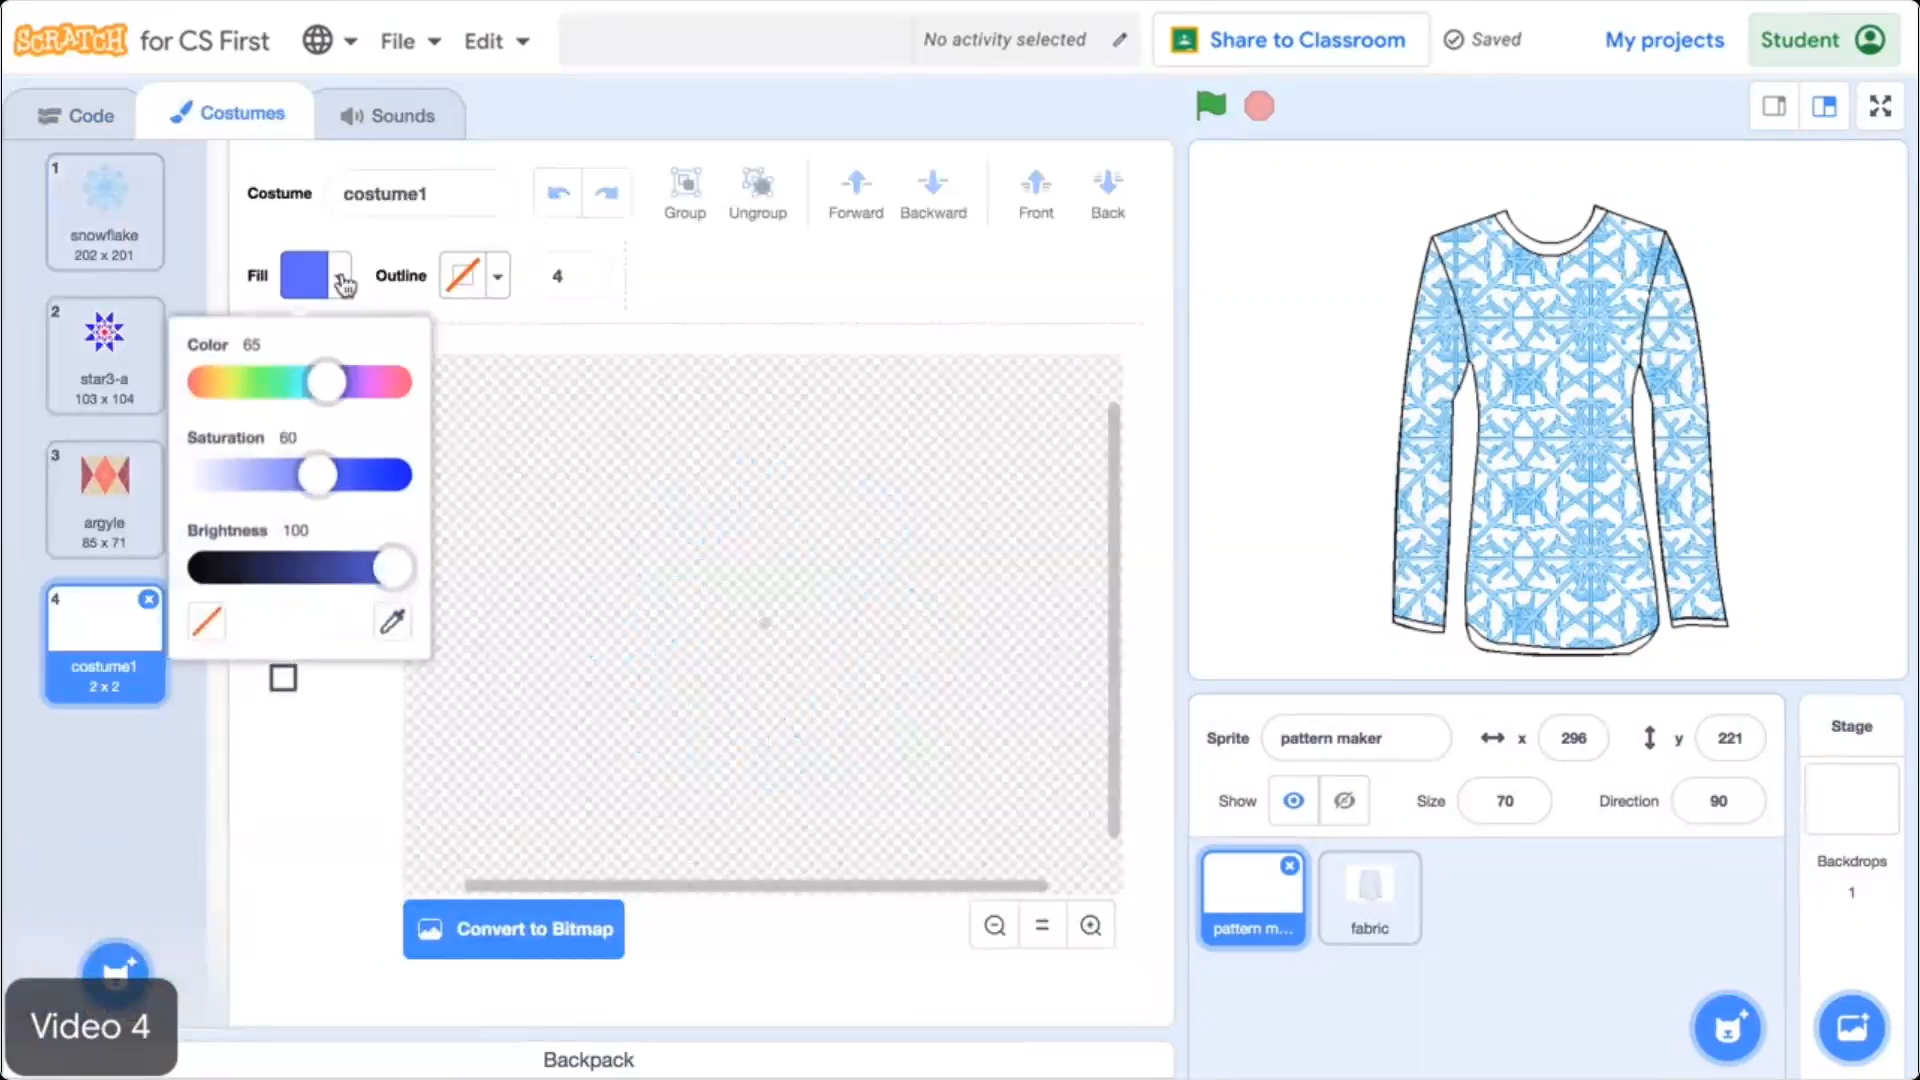 SCRATCH for CS First File Edit No activity selected Share to Classroom Saved My projects Student
Code Costumes Sounds
1
snowflake
202 x 201
2
star3-a
103 x 104
3
argyle
85 x 71
4
costume1
2 x 2
Costume costume1 Group Ungroup Forward Backward Front Back
Fill Outline 4
Color 65
Saturation 60
Brightness 100
Convert to Bitmap
Backpack
Video 4
Sprite pattern maker x 296 y 221
Show Size 70 Direction 90
pattern m...
fabric
Stage
Backdrops
1